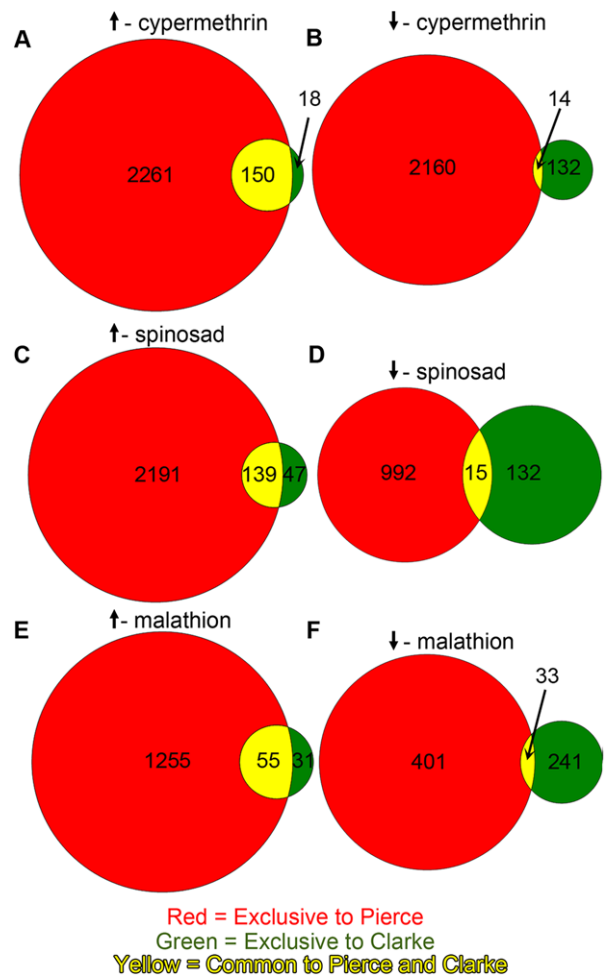 A ↑- cypermethrin
B ↓- cypermethrin
18
14
2261 150
2160 132
C ↑- spinosad
D ↓- spinosad
2191 139 47
992 15 132
E ↑- malathion
F ↓- malathion
33
1255 55 31
401 241
Red = Exclusive to Pierce
Green = Exclusive to Clarke
Yellow = Common to Pierce and Clarke